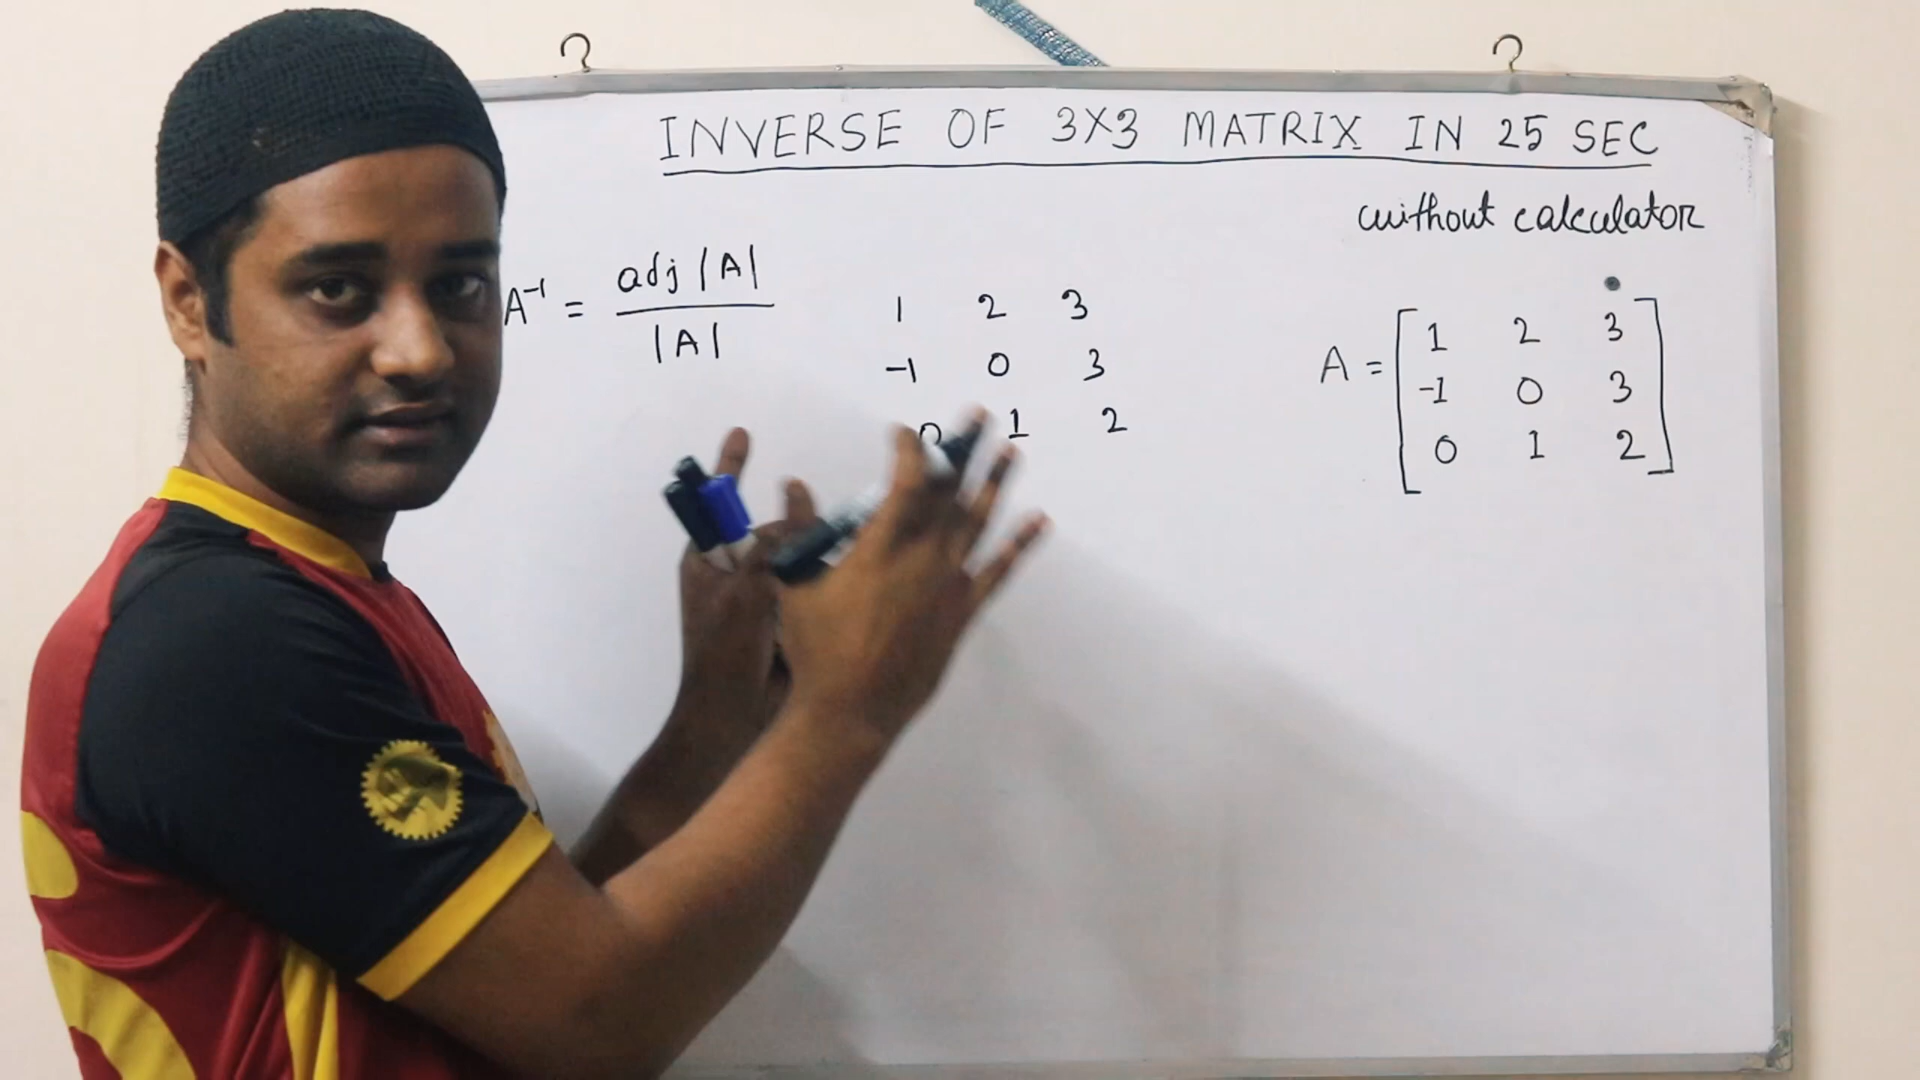 INVERSE OF 3X3 MATRIX IN 25 SEC
without calculator
A⁻¹ = adj |A| / |A|
1 2 3
-1 0 3
0 1 2
A = [1 2 3
-1 0 3
0 1 2]